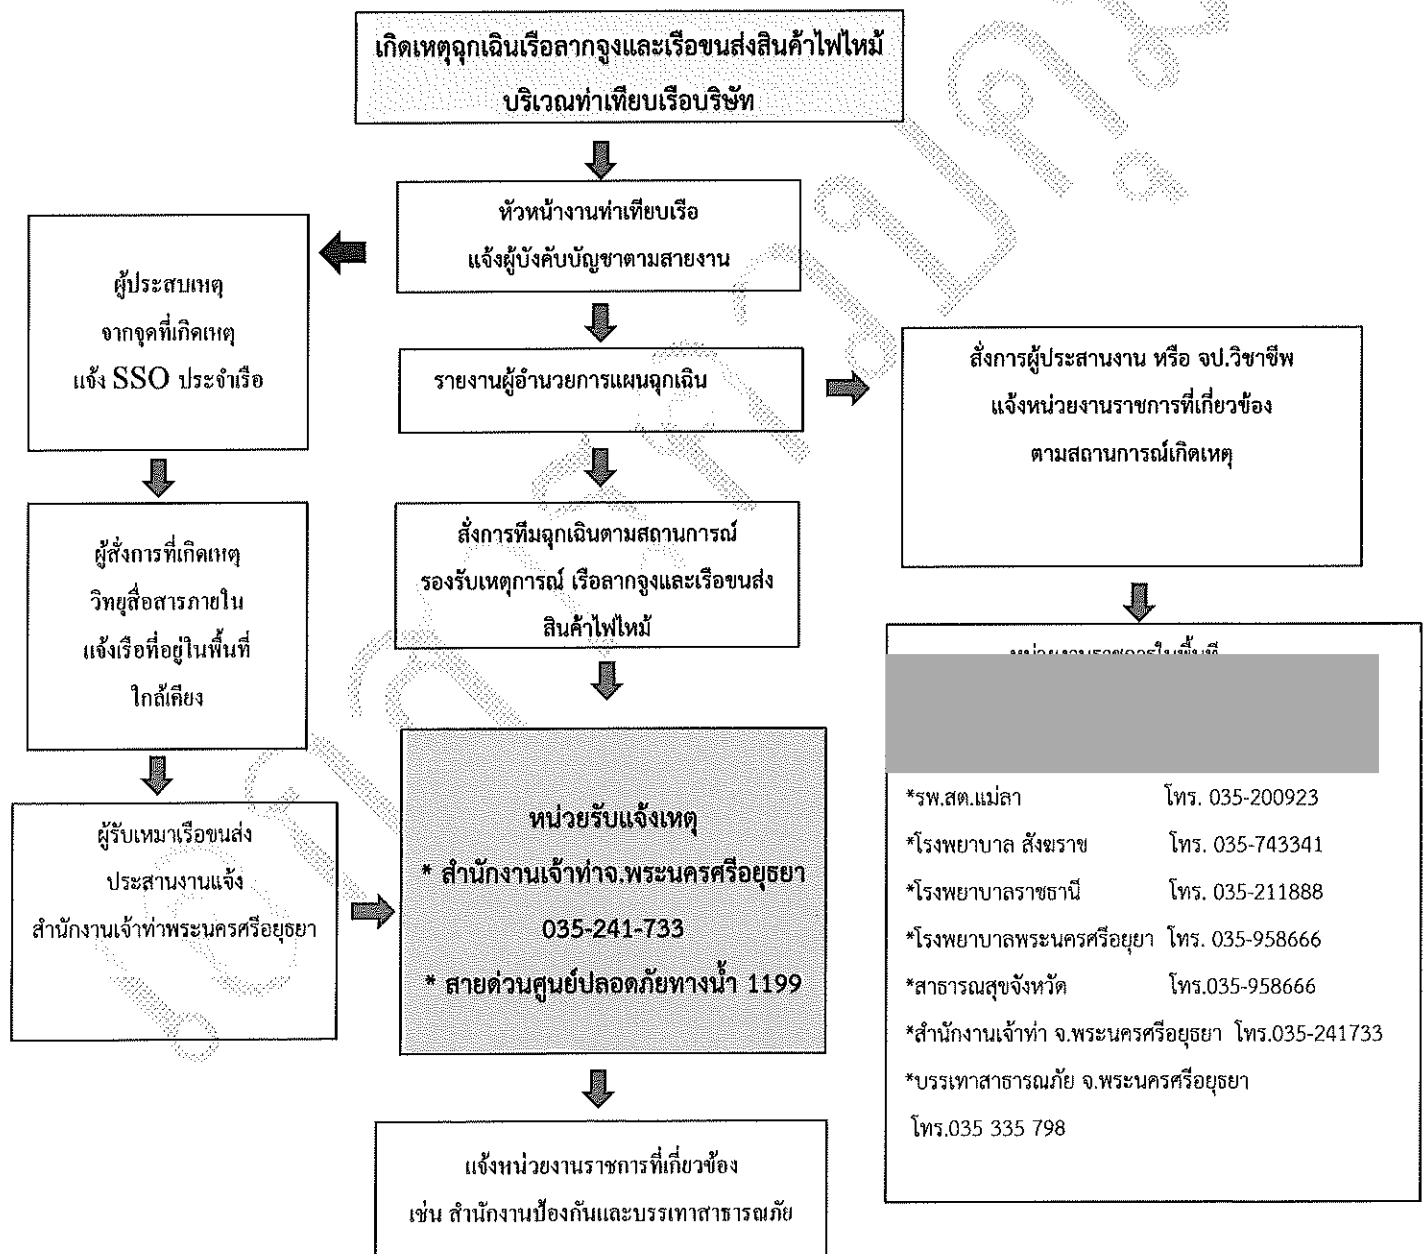 เกิดเหตุฉุกเฉินเรือลากจูงและเรือขนส่งสินค้าไฟไหม้
บริเวณท่าเทียบเรือบริษัท
หัวหน้างานท่าเทียบเรือ
แจ้งผู้บังคับบัญชาตามสายงาน
ผู้ประสบเหตุ
จากจุดที่เกิดเหตุ
แจ้ง SSO ประจำเรือ
รายงานผู้อำนวยการแผนฉุกเฉิน
สั่งการผู้ประสานงาน หรือ จป.วิชาชีพ
แจ้งหน่วยงานราชการที่เกี่ยวข้อง
ตามสถานการณ์เกิดเหตุ
ผู้สั่งการที่เกิดเหตุ
วิทยุสื่อสารภายใน
แจ้งเรือที่อยู่ในพื้นที่
ใกล้เคียง
สั่งการทีมฉุกเฉินตามสถานการณ์
รองรับเหตุการณ์ เรือลากจูงและเรือขนส่ง
สินค้าไฟไหม้
ผู้รับเหมาเรือขนส่ง
ประสานงานแจ้ง
สำนักงานเจ้าท่าพระนครศรีอยุธยา
หน่วยรับแจ้งเหตุ
* สำนักงานเจ้าท่าจ.พระนครศรีอยุธยา
035-241-733
* สายด่วนศูนย์ปลอดภัยทางน้ำ 1199
*รพ.สต.แม่ลา โทร. 035-200923
*โรงพยาบาล สังฆราช โทร. 035-743341
*โรงพยาบาลราชธานี โทร. 035-211888
*โรงพยาบาลพระนครศรีอยุยา โทร. 035-958666
*สาธารณสุขจังหวัด โทร.035-958666
*สำนักงานเจ้าท่า จ.พระนครศรีอยุธยา โทร.035-241733
*บรรเทาสาธารณภัย จ.พระนครศรีอยุธยา
โทร.035 335 798
แจ้งหน่วยงานราชการที่เกี่ยวข้อง
เช่น สำนักงานป้องกันและบรรเทาสาธารณภัย